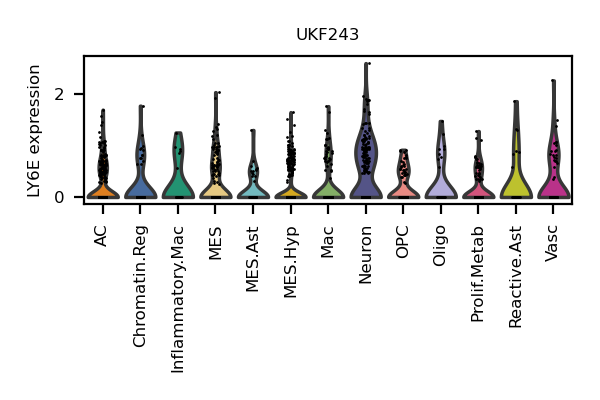 UKF243
LY6E expression
2
0
AC
Chromatin.Reg
Inflammatory.Mac
MES
MES.Ast
MES.Hyp
Mac
Neuron
OPC
Oligo
Prolif.Metab
Reactive.Ast
Vasc